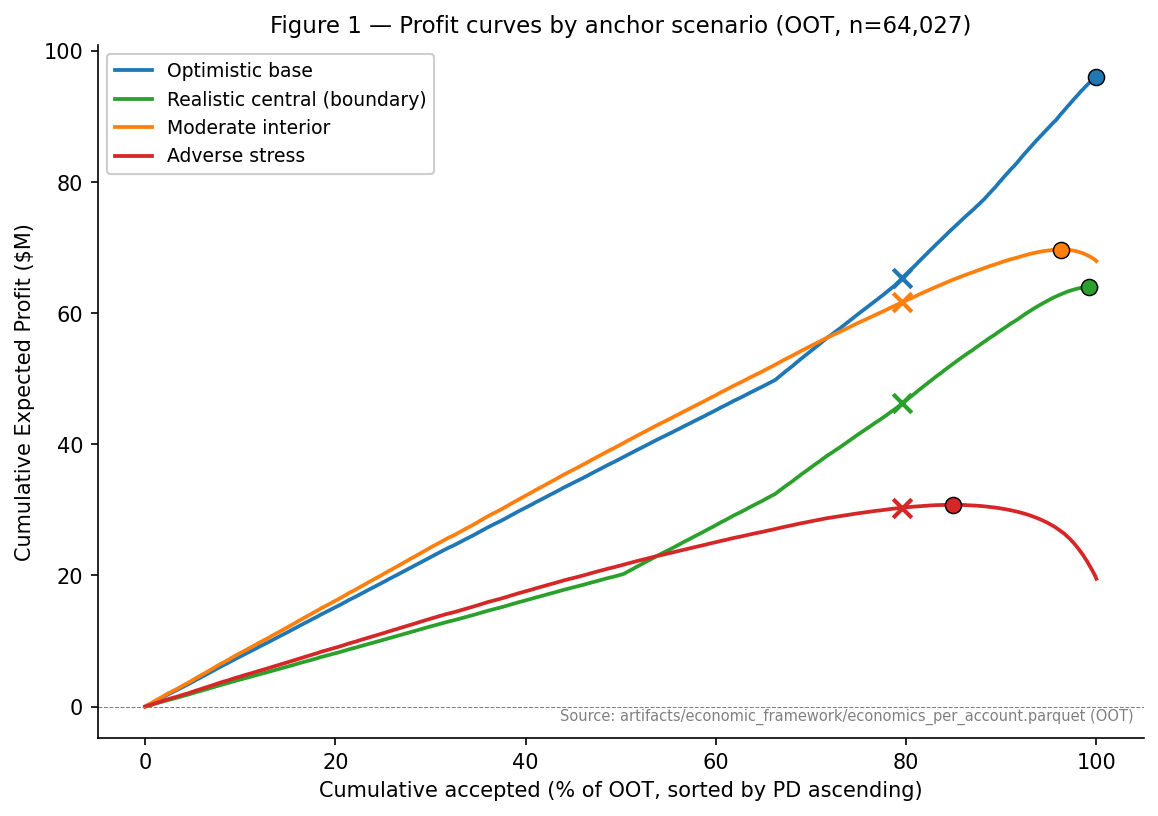 Figure 1 — Profit curves by anchor scenario (OOT, n=64,027)
Optimistic base
Realistic central (boundary)
Moderate interior
Adverse stress
Cumulative Expected Profit ($M)
100
80
60
40
20
0
Source: artifacts/economic_framework/economics_per_account.parquet (OOT)
0 20 40 60 80 100
Cumulative accepted (% of OOT, sorted by PD ascending)